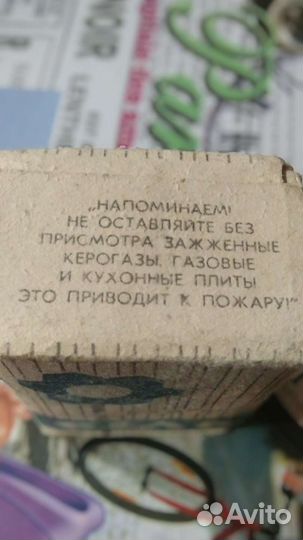 „НАПОМИНАЕМ!
НЕ ОСТАВЛЯЙТЕ БЕЗ
ПРИСМОТРА ЗАЖЖЕННЫЕ
КЕРОГАЗЫ, ГАЗОВЫЕ
И КУХОННЫЕ ПЛИТЫ
ЭТО ПРИВОДИТ К ПОЖАРУ!"
Avito